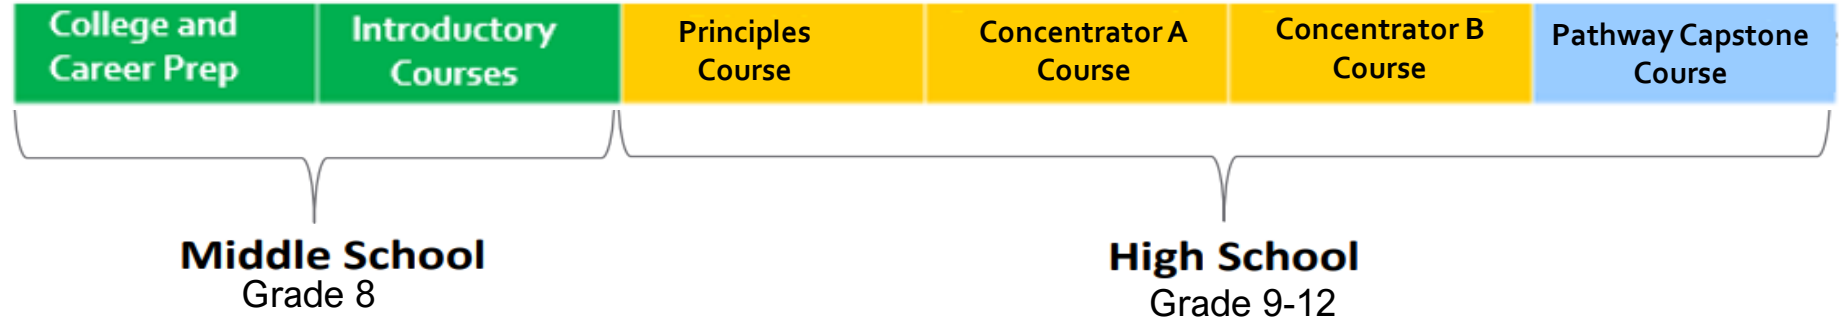 College and
Career Prep
Introductory
Courses
Principles
Course
Concentrator A
Course
Concentrator B
Course
Pathway Capstone
Course
Middle School
Grade 8
High School
Grade 9-12